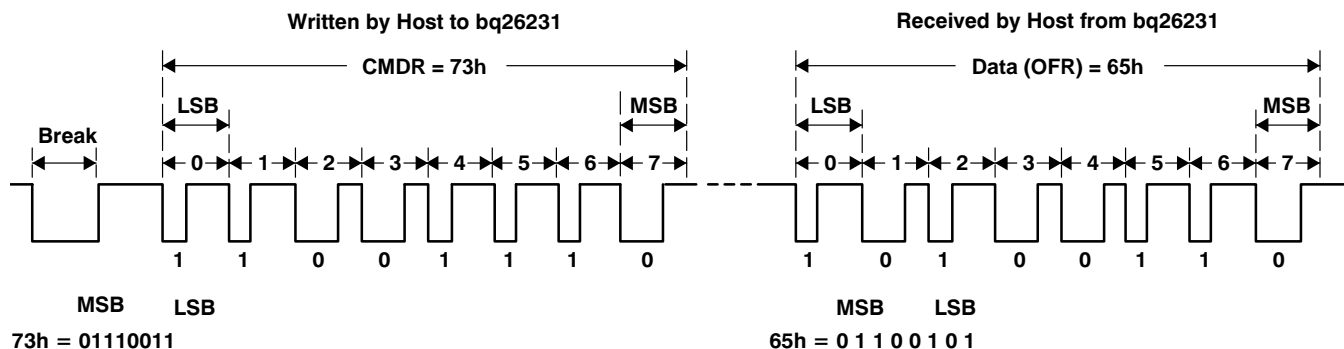 Written by Host to bq26231
Received by Host from bq26231
CMDR = 73h
Data (OFR) = 65h
LSB
MSB
LSB
MSB
Break
0 1 2 3 4 5 6 7
0 1 2 3 4 5 6 7
1 1 0 0 1 1 1 0
1 0 1 0 0 1 1 0
MSB LSB
MSB LSB
73h = 01110011
65h = 0 1 1 0 0 1 0 1